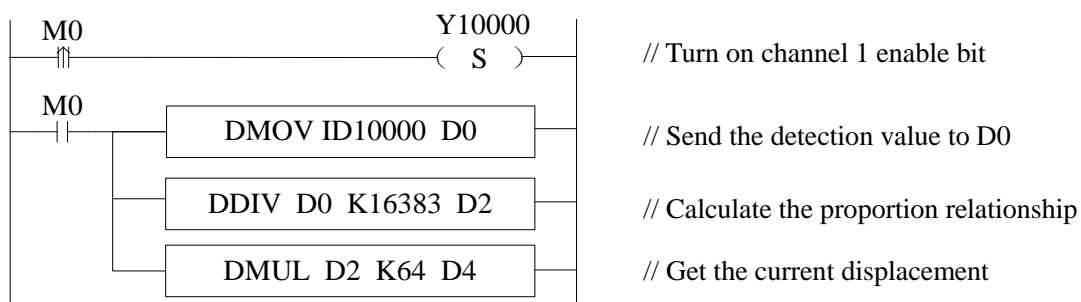 M0 Y10000
( S ) // Turn on channel 1 enable bit
M0
DMOV ID10000 D0 // Send the detection value to D0
DDIV D0 K16383 D2 // Calculate the proportion relationship
DMUL D2 K64 D4 // Get the current displacement